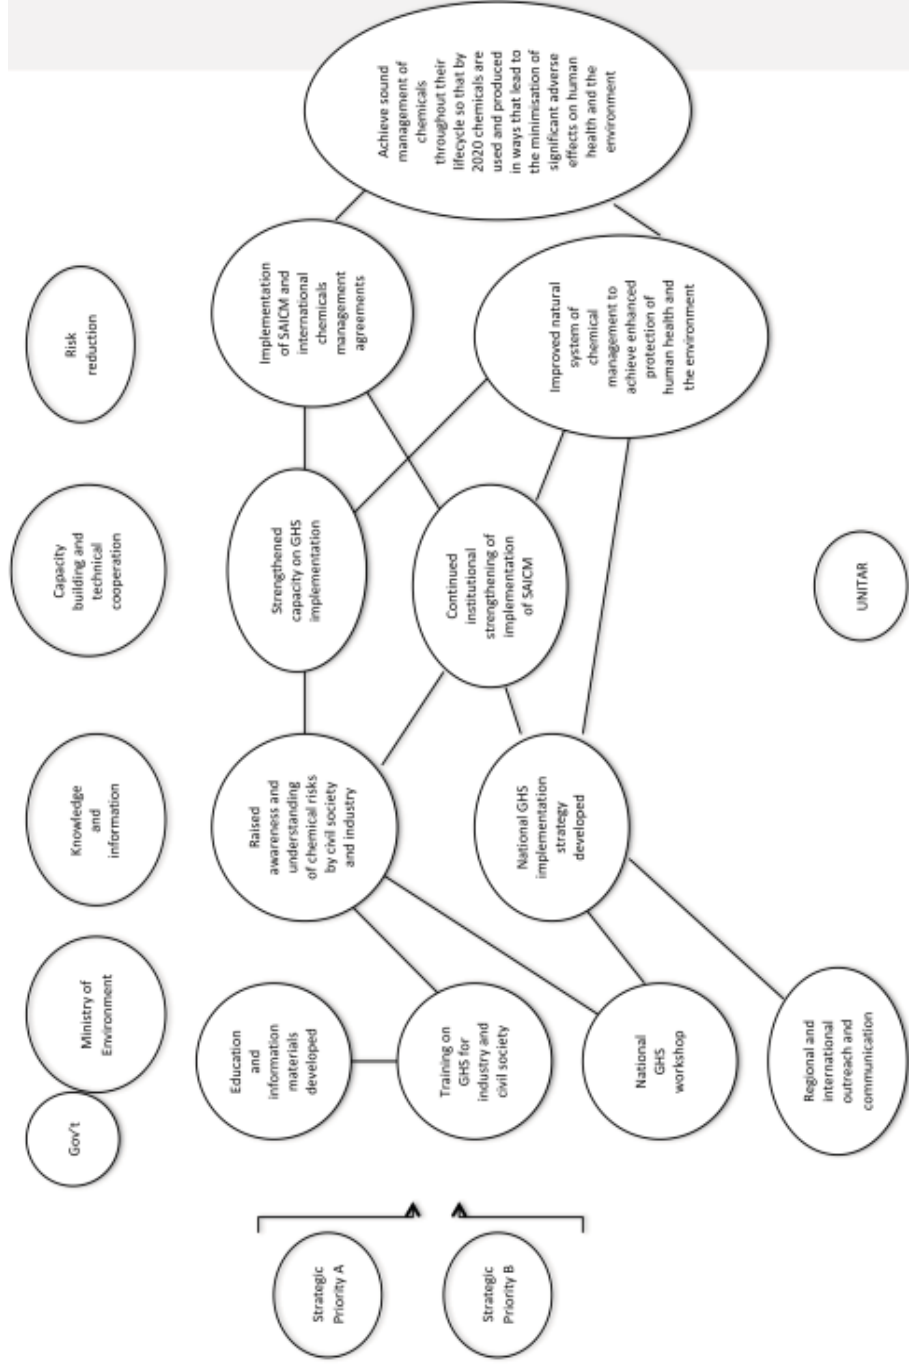 Gov't
Ministry of
Environment
Knowledge
and
information
Capacity
building and
technical
cooperation
Risk
reduction
Strategic
Priority A
Strategic
Priority B
Education
and
information
materials
developed
Training on
GHS for
industry and
civil society
National
GHS
workshop
Regional and
international
outreach and
communication
Raised
awareness and
understanding
of chemical risks
by civil society
and industry
National GHS
implementation
strategy
developed
Strengthened
capacity on GHS
implementation
Continued
institutional
strengthening of
implementation
of SAICM
UNITAR
Implementation
of SAICM and
international
chemicals
management
agreements
Improved natural
system of
chemical
management to
achieve enhanced
protection of
human health and
the environment
Achieve sound
management of
chemicals
throughout their
lifecycle so that by
2020 chemicals are
used and produced
in ways that lead to
the minimisation of
significant adverse
effects on human
health and the
environment